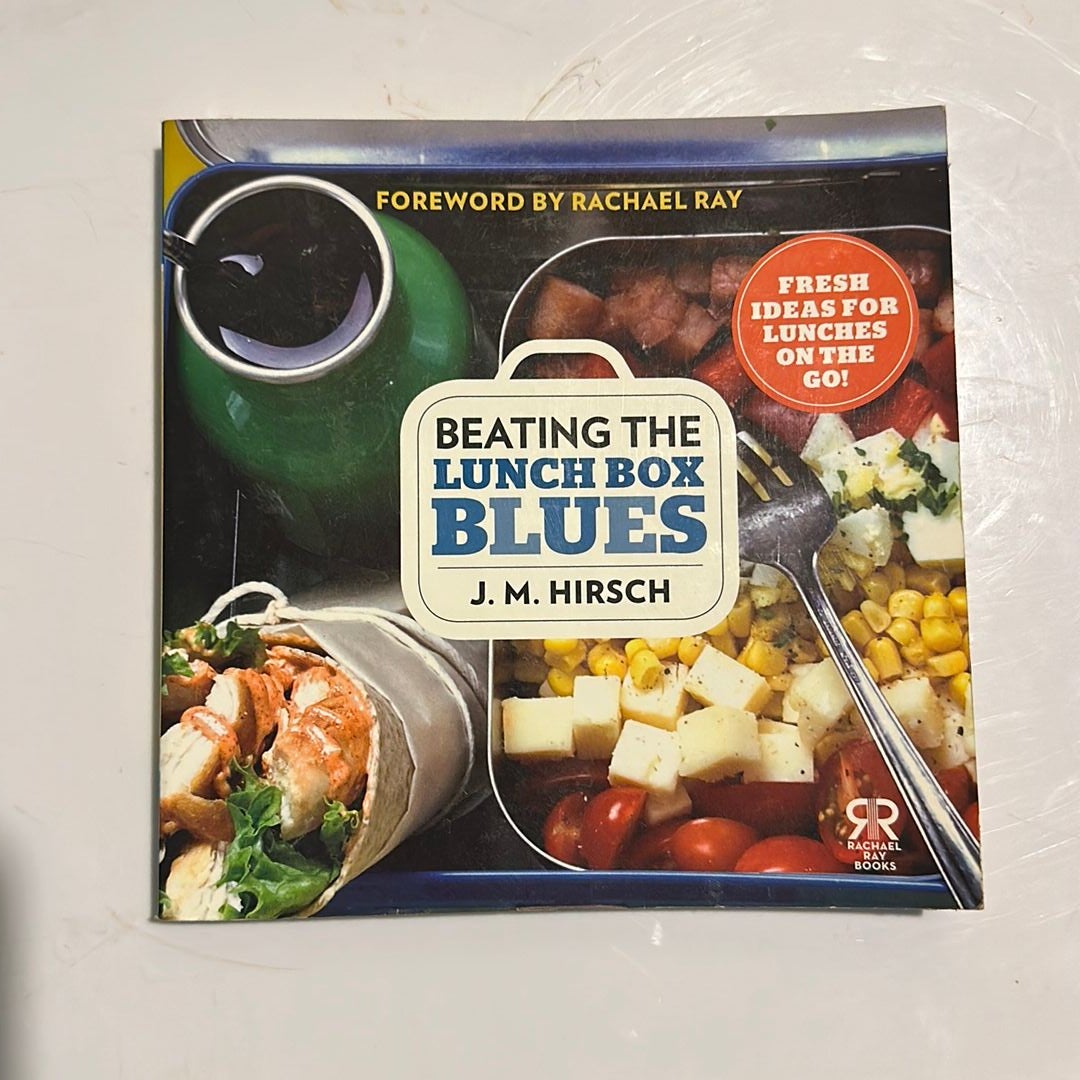 FOREWORD BY RACHAEL RAY
FRESH
IDEAS FOR
LUNCHES
ON THE
GO!
BEATING THE
LUNCH BOX
BLUES
J. M. HIRSCH
RR
RACHAEL
RAY
BOOKS